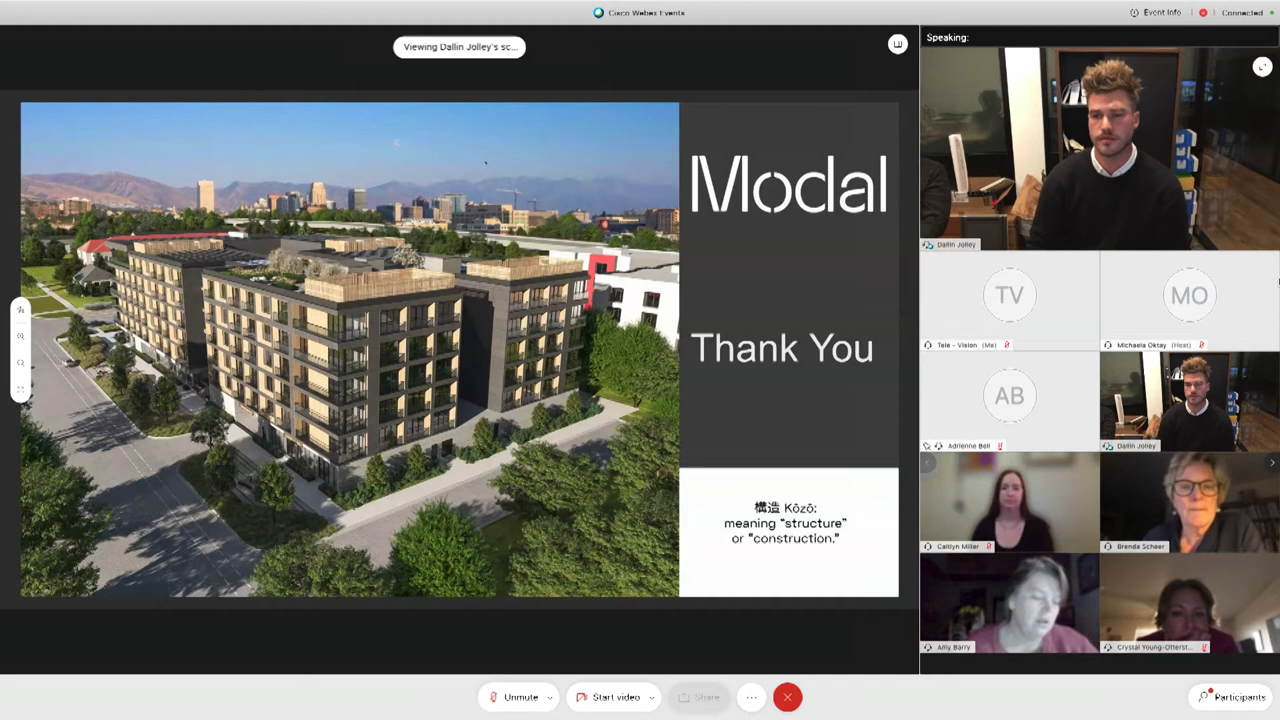 Cisco Webex Events
Event Info
Connected
Viewing Dallin Jolley's sc...
Speaking:
Modal
Thank You
構造 Kōzō:
meaning "structure"
or "construction."
Dallin Jolley
TV
MO
Tele - Vision (Me)
Michaela Oktay (Host)
AB
Adrienne Bell
Dallin Jolley
Caitlyn Miller
Brenda Scheer
Amy Barry
Crystal Young-Otterst...
Unmute
Start video
Share
Participants